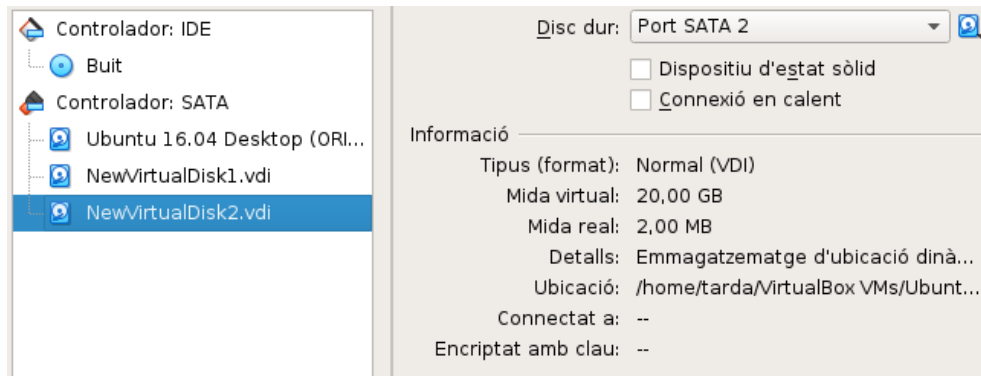 Controlador: IDE
Buit
Controlador: SATA
Ubuntu 16.04 Desktop (ORI...
NewVirtualDisk1.vdi
NewVirtualDisk2.vdi
Disc dur: Port SATA 2
Dispositiu d'estat sòlid
Connexió en calent
Informació
Tipus (format): Normal (VDI)
Mida virtual: 20,00 GB
Mida real: 2,00 MB
Detalls: Emmagatzematge d'ubicació dinà...
Ubicació: /home/tarda/VirtualBox VMs/Ubunt...
Connectat a: --
Encriptat amb clau: --